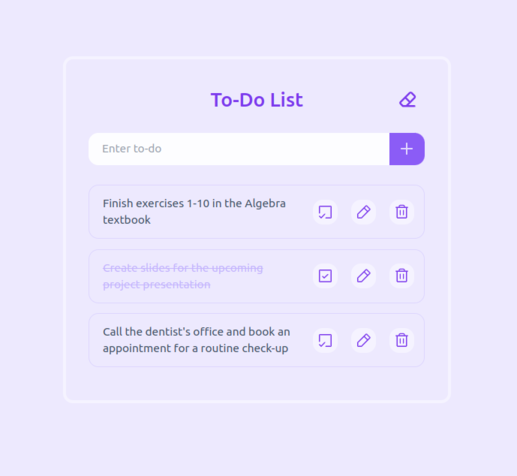 To-Do List
Enter to-do
Finish exercises 1-10 in the Algebra
textbook
Create slides for the upcoming
project presentation
Call the dentist's office and book an
appointment for a routine check-up